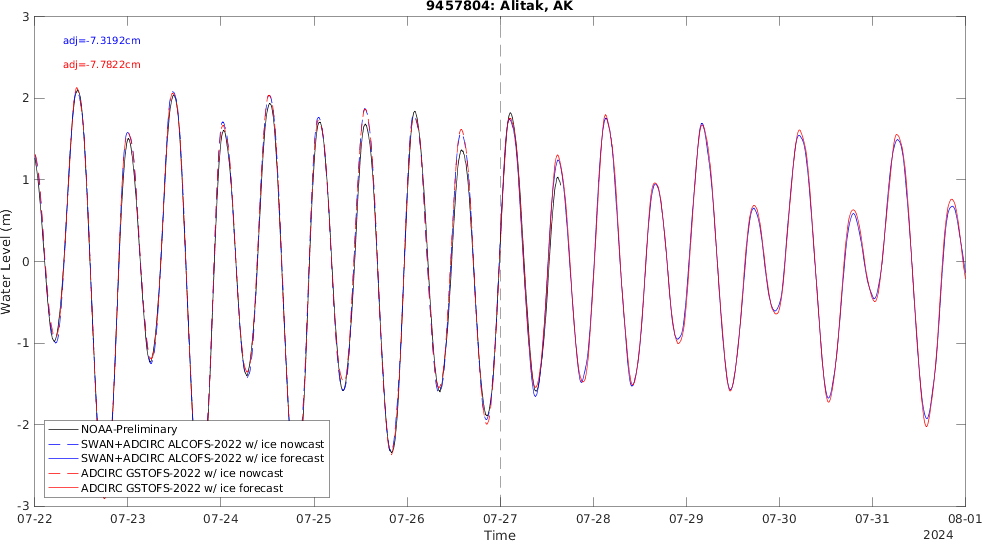 9457804: Alitak, AK
adj=-7.3192cm
adj=-7.7822cm
3
2
1
0
-1
-2
-3
Water Level (m)
NOAA-Preliminary
SWAN+ADCIRC ALCOFS-2022 w/ ice nowcast
SWAN+ADCIRC ALCOFS-2022 w/ ice forecast
ADCIRC GSTOFS-2022 w/ ice nowcast
ADCIRC GSTOFS-2022 w/ ice forecast
07-22 07-23 07-24 07-25 07-26 07-27 07-28 07-29 07-30 07-31 08-01
Time
2024